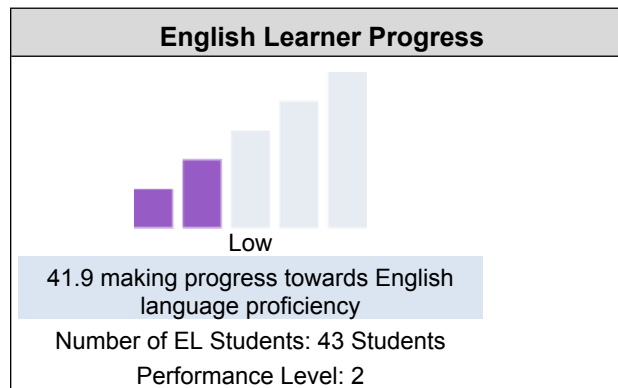 English Learner Progress
Low
41.9 making progress towards English
language proficiency
Number of EL Students: 43 Students
Performance Level: 2